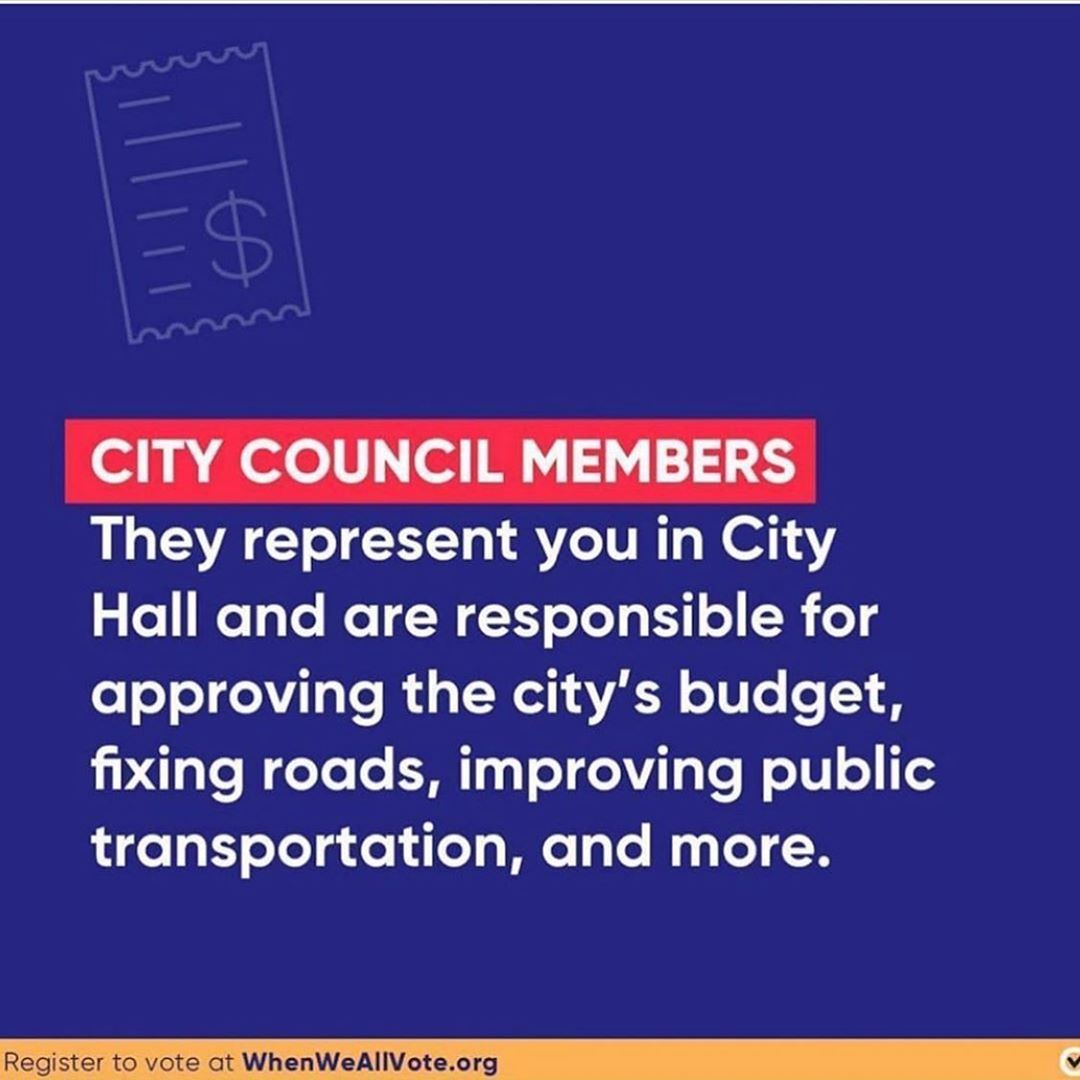 $
CITY COUNCIL MEMBERS
They represent you in City
Hall and are responsible for
approving the city’s budget,
fixing roads, improving public
transportation, and more.
Register to vote at WhenWeAllVote.org